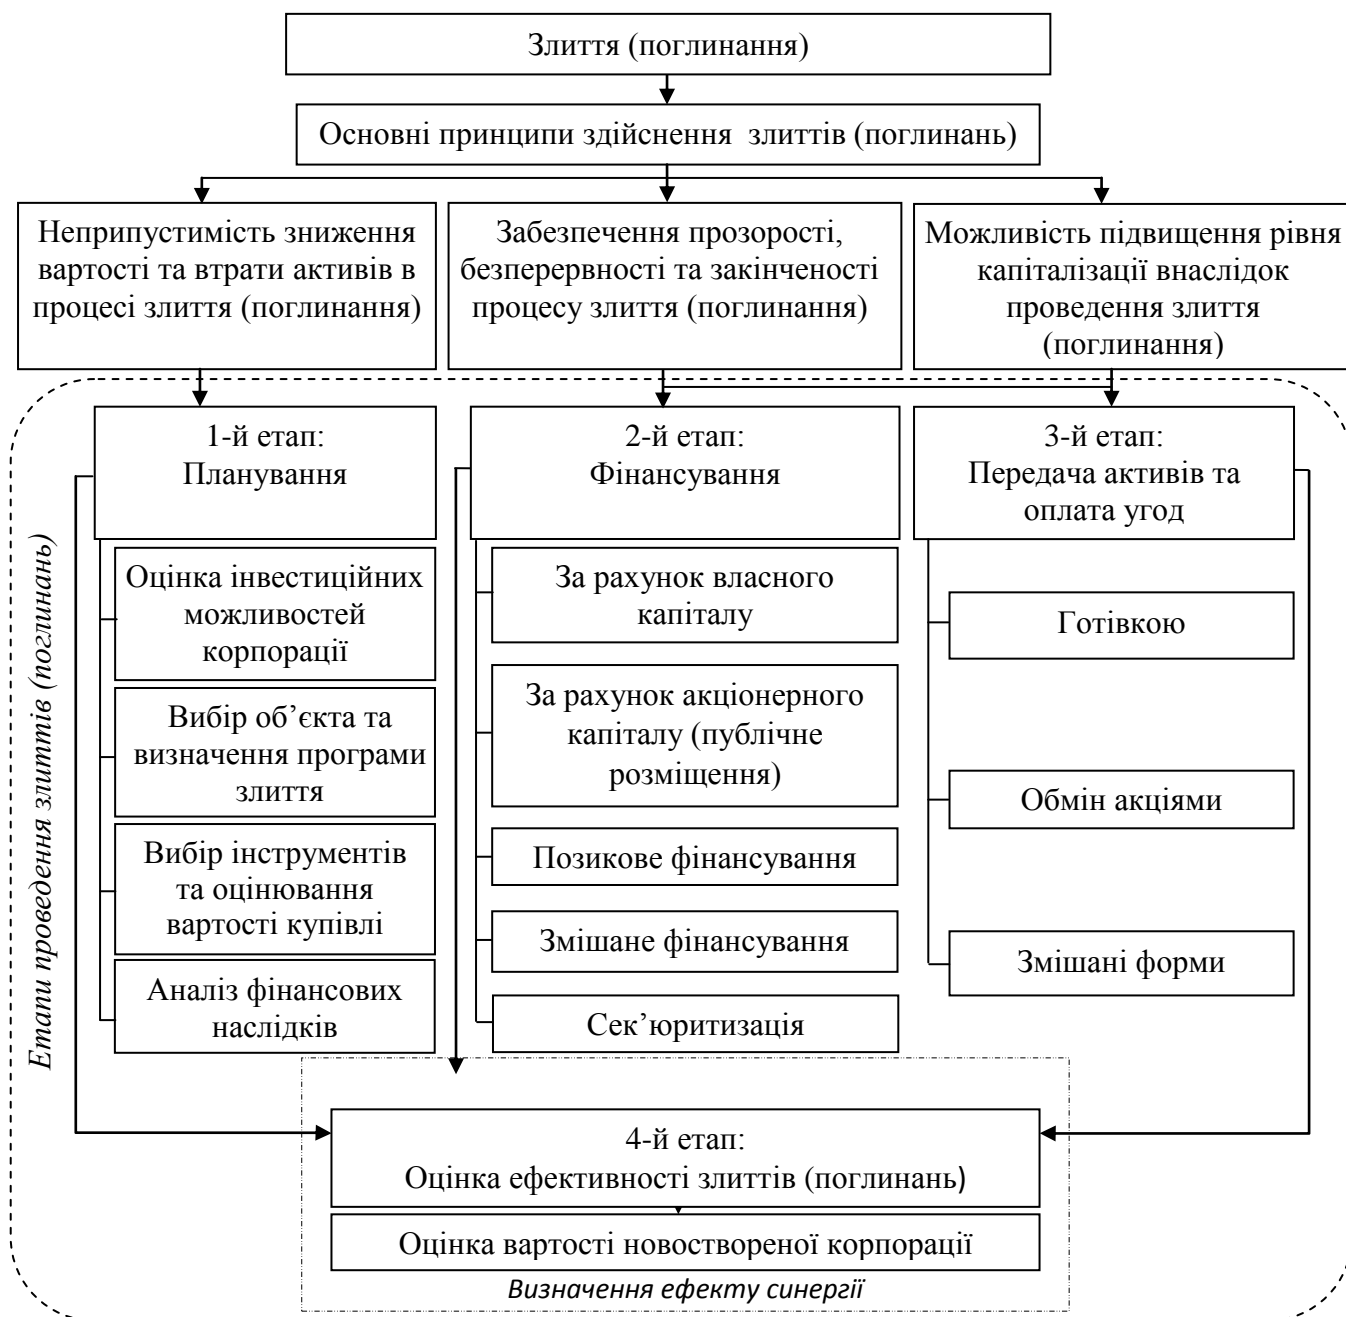 Злиття (поглинання)
Основні принципи здійснення злиттів (поглинань)
Неприпустимість зниження
вартості та втрати активів в
процесі злиття (поглинання)
Забезпечення прозорості,
безперервності та закінченості
процесу злиття (поглинання)
Можливість підвищення рівня
капіталізації внаслідок
проведення злиття
(поглинання)
Етапи проведення злиттів (поглинань)
1-й етап:
Планування
Оцінка інвестиційних
можливостей
корпорації
Вибір об’єкта та
визначення програми
злиття
Вибір інструментів
та оцінювання
вартості купівлі
Аналіз фінансових
наслідків
2-й етап:
Фінансування
За рахунок власного
капіталу
За рахунок акціонерного
капіталу (публічне
розміщення)
Позикове фінансування
Змішане фінансування
Сек’юритизація
3-й етап:
Передача активів та
оплата угод
Готівкою
Обмін акціями
Змішані форми
4-й етап:
Оцінка ефективності злиттів (поглинань)
Оцінка вартості новоствореної корпорації
Визначення ефекту синергії